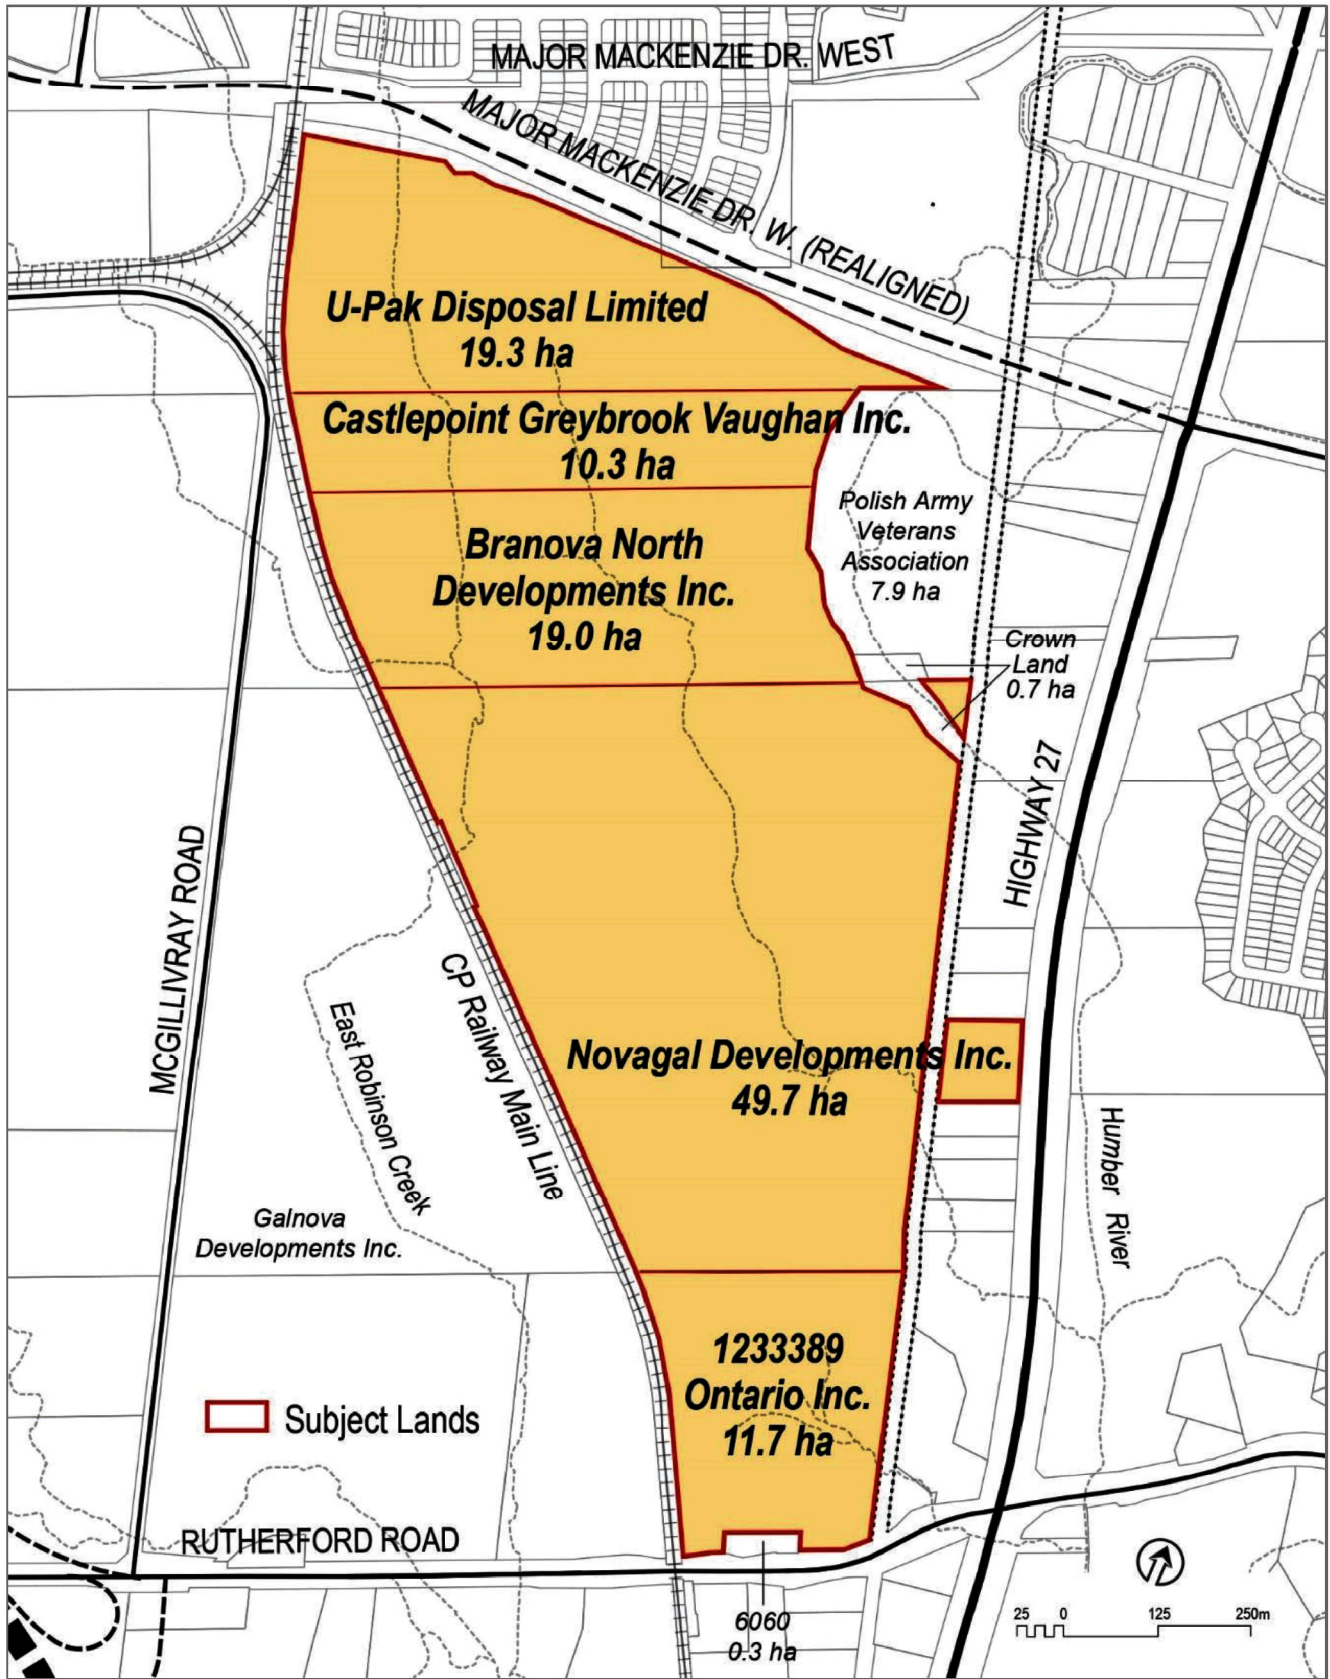 MAJOR MACKENZIE DR. WEST
MAJOR MACKENZIE DR. W. (REALIGNED)
U-Pak Disposal Limited
19.3 ha
Castlepoint Greybrook Vaughan Inc.
10.3 ha
Polish Army
Veterans
Association
7.9 ha
Branova North
Developments Inc.
19.0 ha
Crown
Land
0.7 ha
HIGHWAY 27
MCGILLIVRAY ROAD
CP Railway Main Line
East Robinson Creek
Novagal Developments Inc.
49.7 ha
Humber River
Galnova
Developments Inc.
1233389
Ontario Inc.
11.7 ha
Subject Lands
RUTHERFORD ROAD
6060
0.3 ha
25 0 125 250m